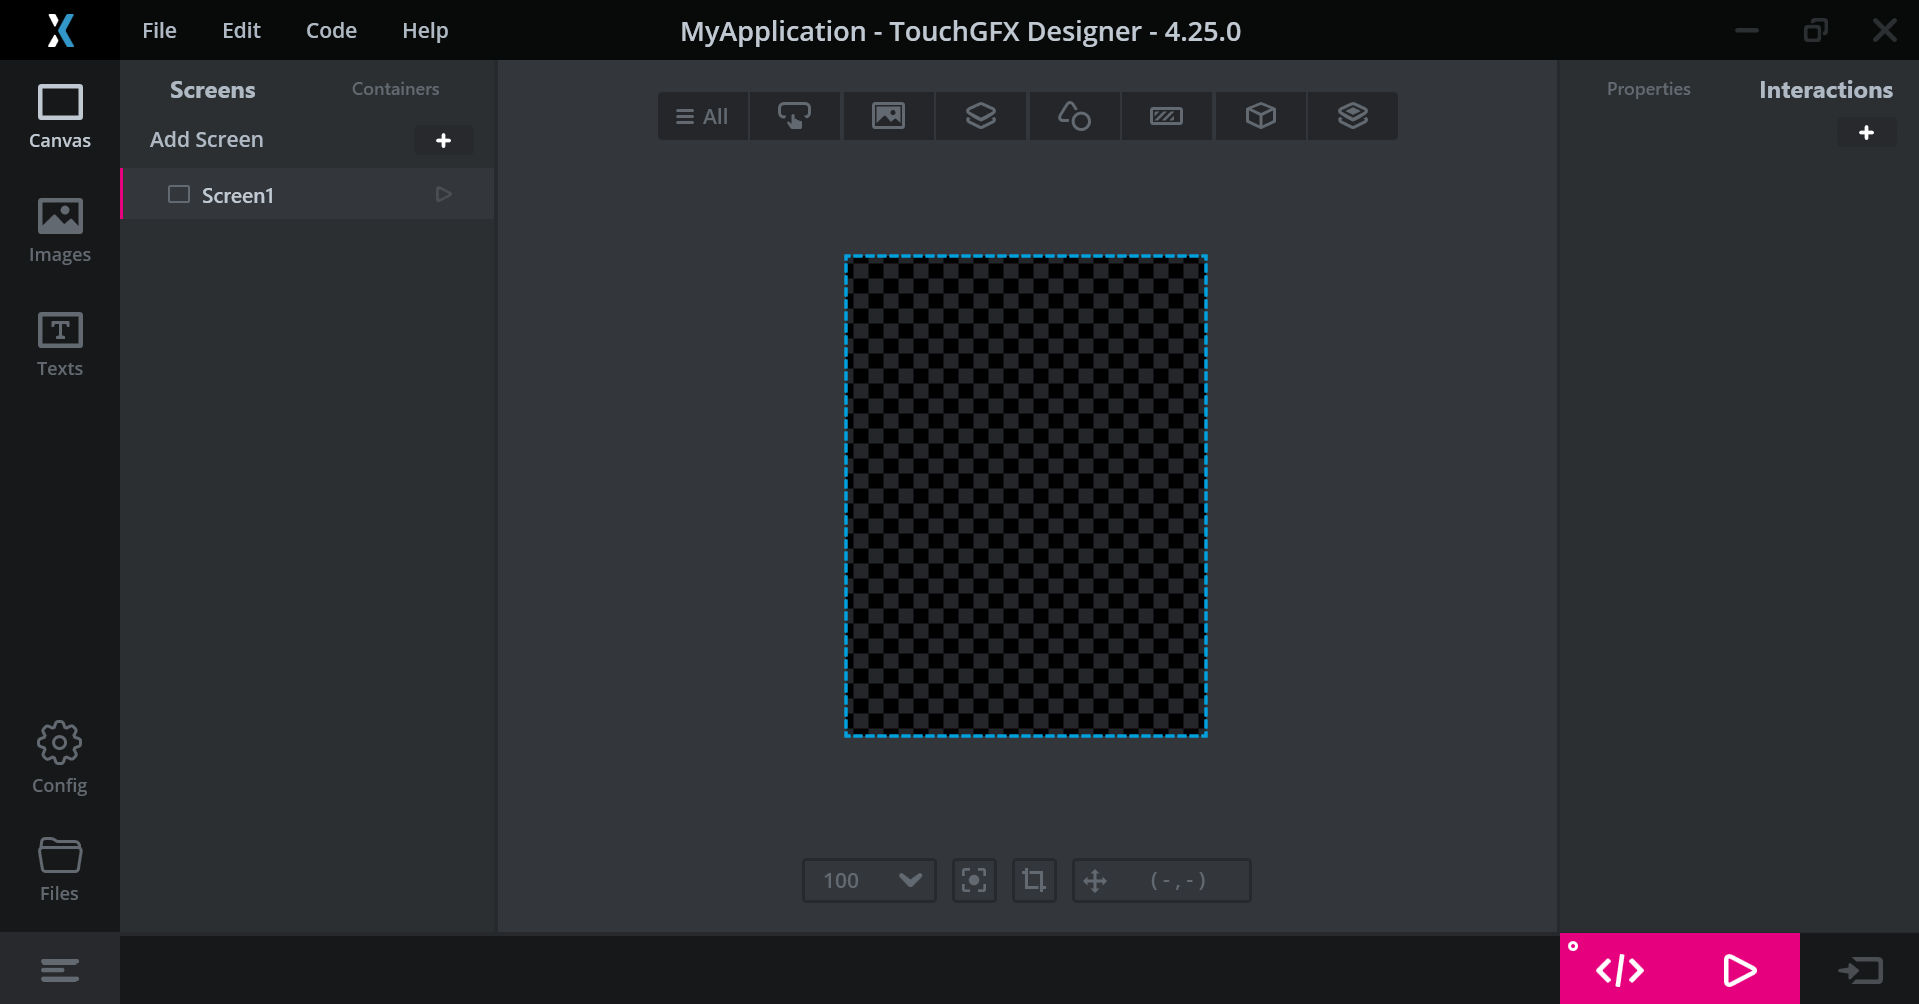 File Edit Code Help MyApplication - TouchGFX Designer - 4.25.0
Canvas
Images
Texts
Config
Files
Screens Containers
Add Screen
Screen1
All
100 ( - , - )
Properties Interactions